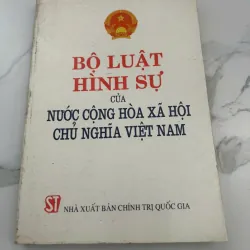 BỘ LUẬT
HÌNH SỰ
CỦA
NƯỚC CỘNG HÒA XÃ HỘI
CHỦ NGHĨA VIỆT NAM
ST NHÀ XUẤT BẢN CHÍNH TRỊ QUỐC GIA